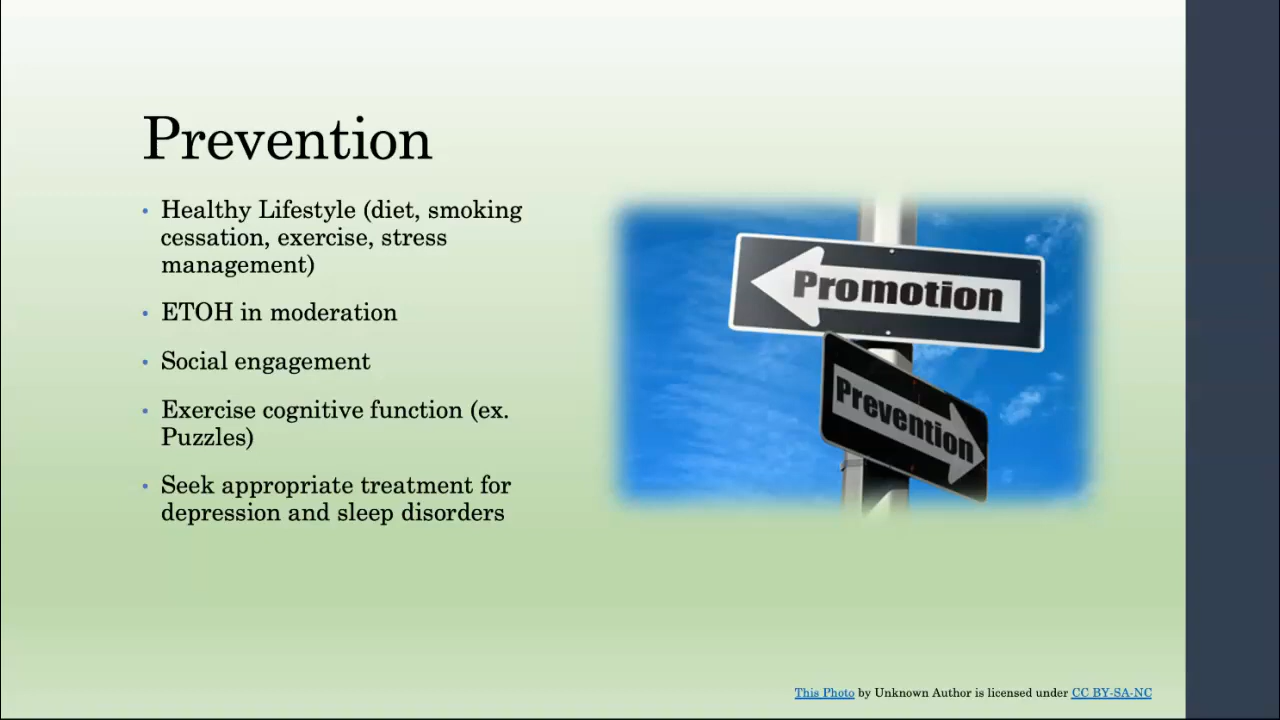 Prevention
Healthy Lifestyle (diet, smoking
cessation, exercise, stress
management)
ETOH in moderation
Social engagement
Exercise cognitive function (ex.
Puzzles)
Seek appropriate treatment for
depression and sleep disorders
Promotion
Prevention
This Photo by Unknown Author is licensed under CC BY-SA-NC